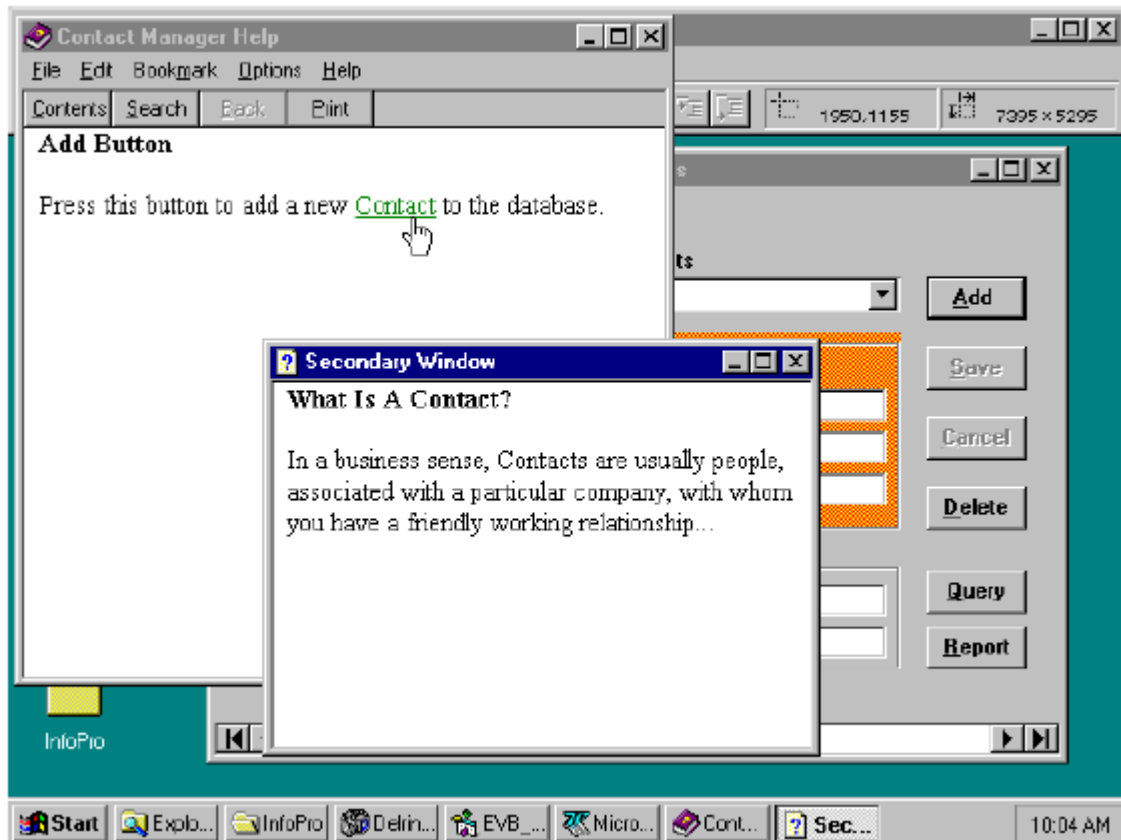 Contact Manager Help
File Edit Bookmark Options Help
Contents Search Back Print
Add Button
Press this button to add a new Contact to the database.
1950,1155 7395 × 5295
s
ts
Add
Save
Cancel
Delete
Query
Report
Secondary Window
What Is A Contact?
In a business sense, Contacts are usually people,
associated with a particular company, with whom
you have a friendly working relationship...
InfoPro
Start Explo... InfoPro Delrin... EVB_... Micro... Cont... Sec... 10:04 AM